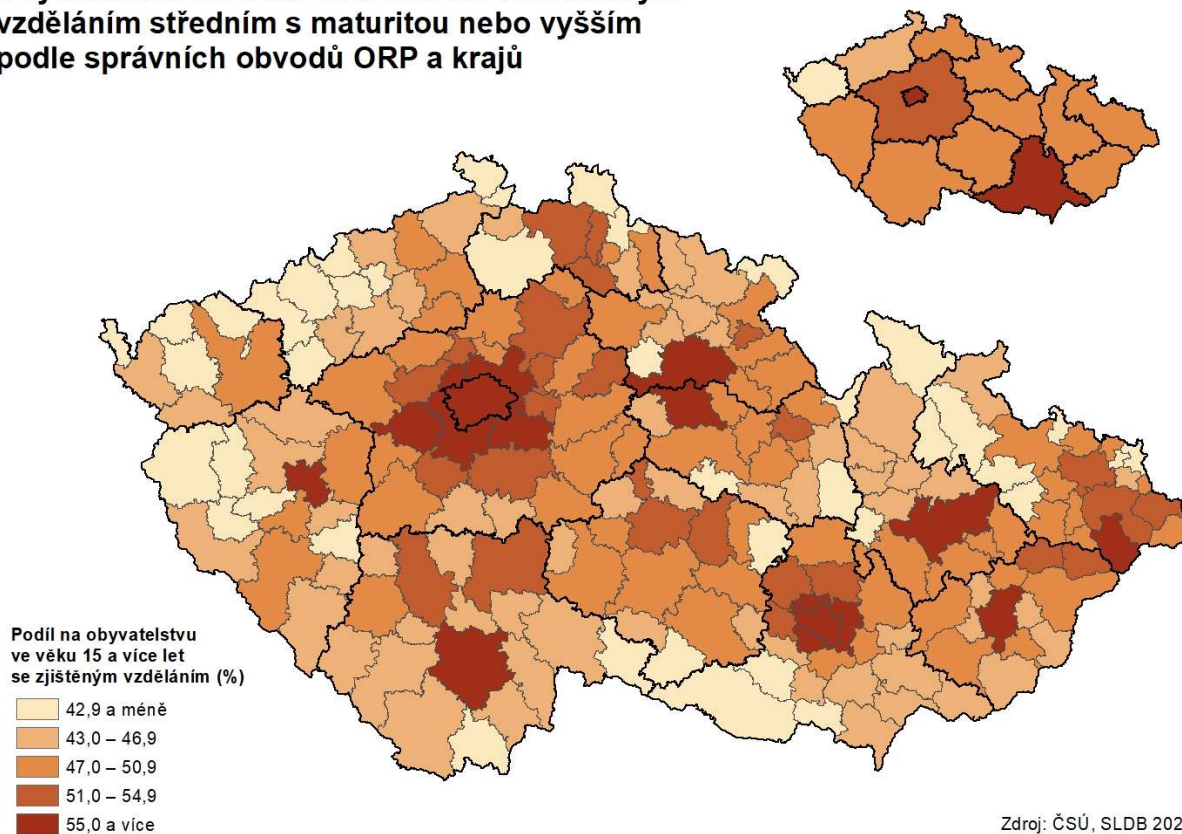 vzděláním středním s maturitou nebo vyšším
podle správních obvodů ORP a krajů
Podíl na obyvatelstvu
ve věku 15 a více let
se zjištěným vzděláním (%)
42,9 a méně
43,0 – 46,9
47,0 – 50,9
51,0 – 54,9
55,0 a více
Zdroj: ČSÚ, SLDB 202